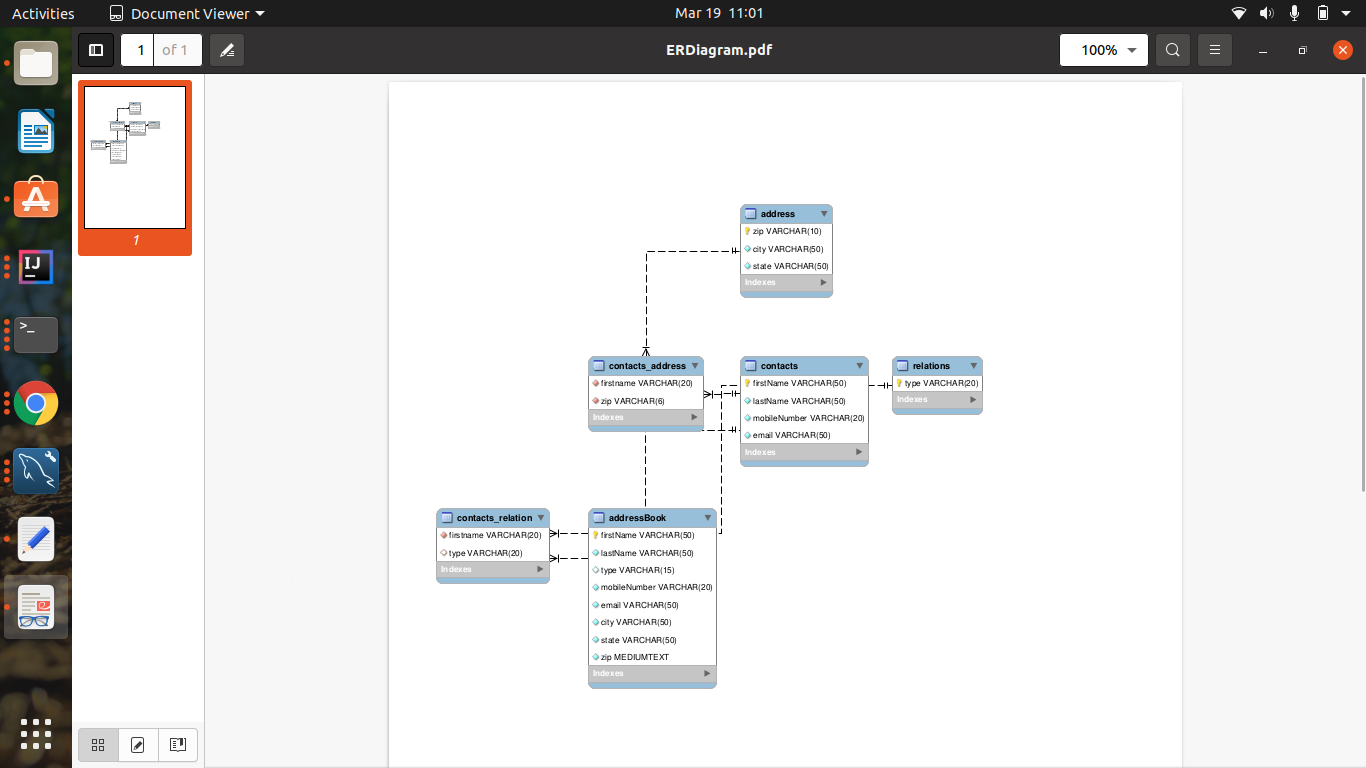 Activities
Document Viewer
Mar 19 11:01
1 of 1
ERDiagram.pdf
100%
1
address
zip VARCHAR(10)
city VARCHAR(50)
state VARCHAR(50)
Indexes
contacts_address
firstname VARCHAR(20)
zip VARCHAR(6)
Indexes
contacts
firstName VARCHAR(50)
lastName VARCHAR(50)
mobileNumber VARCHAR(20)
email VARCHAR(50)
Indexes
relations
type VARCHAR(20)
Indexes
contacts_relation
firstname VARCHAR(20)
type VARCHAR(20)
Indexes
addressBook
firstName VARCHAR(50)
lastName VARCHAR(50)
type VARCHAR(15)
mobileNumber VARCHAR(20)
email VARCHAR(50)
city VARCHAR(50)
state VARCHAR(50)
zip MEDIUMTEXT
Indexes
IJ
>_